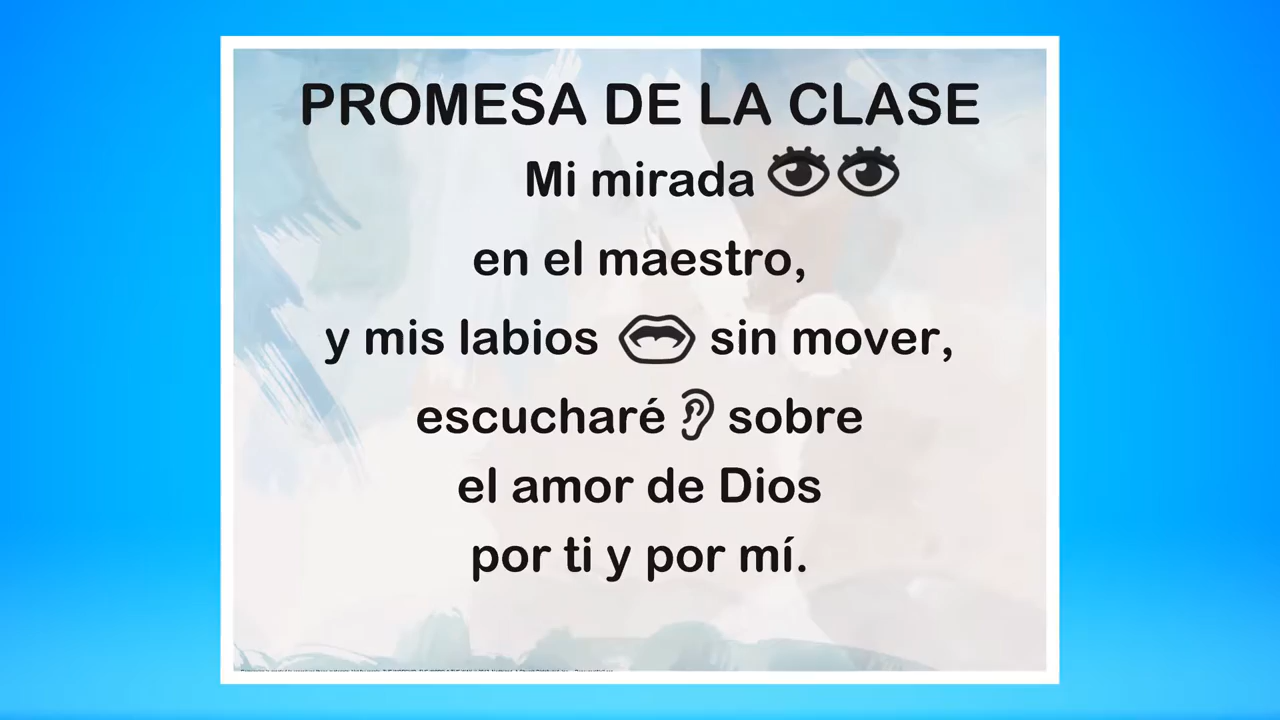 PROMESA DE LA CLASE
Mi mirada
en el maestro,
y mis labios sin mover,
escucharé sobre
el amor de Dios
por ti y por mí.